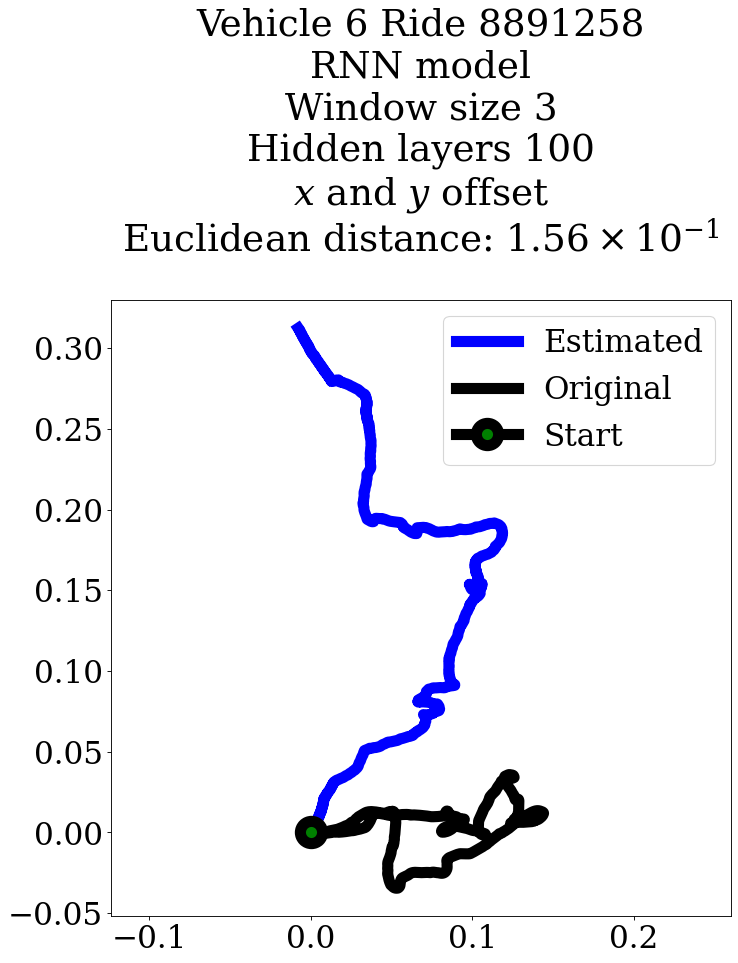 Vehicle 6 Ride 8891258
RNN model
Window size 3
Hidden layers 100
x and y offset
Euclidean distance: 1.56 × 10⁻¹
Estimated
Original
Start
0.30
0.25
0.20
0.15
0.10
0.05
0.00
−0.05
−0.1 0.0 0.1 0.2